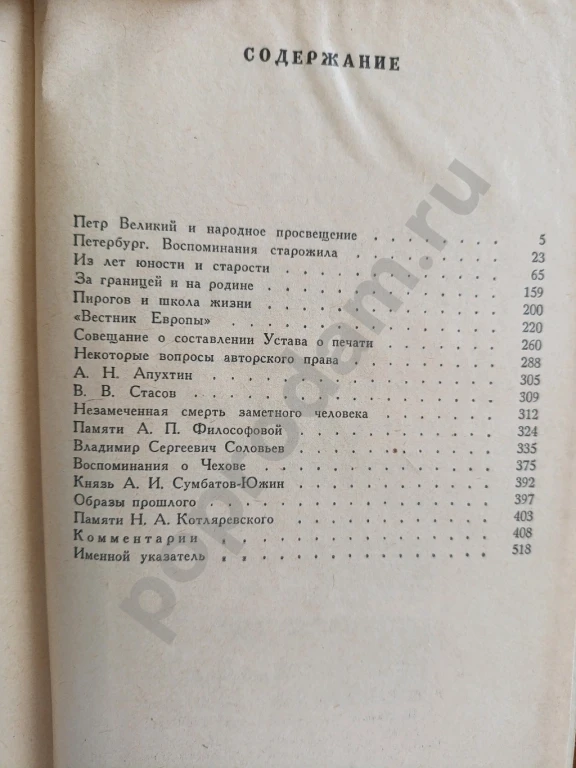 СОДЕРЖАНИЕ
Петр Великий и народное просвещение . . . . . . . . 5
Петербург. Воспоминания старожила . . . . . . . . 23
Из лет юности и старости . . . . . . . . . . . 65
За границей и на родине . . . . . . . . . . . . 159
Пирогов и школа жизни . . . . . . . . . . . . 200
«Вестник Европы» . . . . . . . . . . . . . . 220
Совещание о составлении Устава о печати . . . . . . 260
Некоторые вопросы авторского права . . . . . . . . 288
А. Н. Апухтин . . . . . . . . . . . . . . . 305
В. В. Стасов . . . . . . . . . . . . . . . . 309
Незамеченная смерть заметного человека . . . . . . 312
Памяти А. П. Философовой . . . . . . . . . . 324
Владимир Сергеевич Соловьев . . . . . . . . . . 335
Воспоминания о Чехове . . . . . . . . . . . . 375
Князь А. И. Сумбатов-Южин . . . . . . . . . . 392
Образы прошлого . . . . . . . . . . . . . . 397
Памяти Н. А. Котляревского . . . . . . . . . . 403
Комментарии . . . . . . . . . . . . . . 408
Именной указатель . . . . . . . . . . . . . . 518